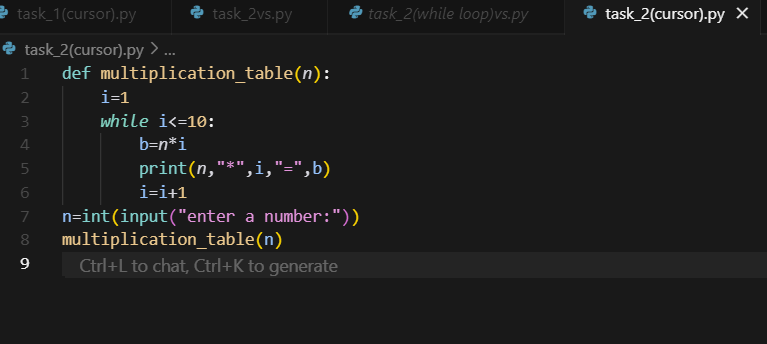 task_1(cursor).py task_2vs.py task_2(while loop)vs.py task_2(cursor).py
task_2(cursor).py > ...
1 def multiplication_table(n):
2     i=1
3     while i<=10:
4         b=n*i
5         print(n,"*",i,"=",b)
6         i=i+1
7 n=int(input("enter a number:"))
8 multiplication_table(n)
9 Ctrl+L to chat, Ctrl+K to generate